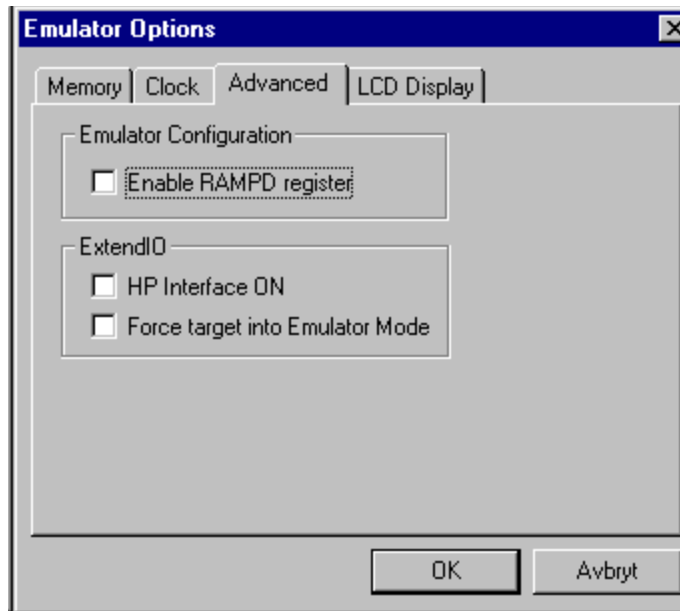 Emulator Options
Memory Clock Advanced LCD Display
Emulator Configuration
Enable RAMPD register
ExtendIO
HP Interface ON
Force target into Emulator Mode
OK Avbryt